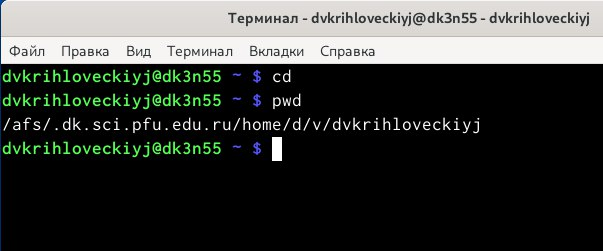 Терминал - dvkrihloveckiyj@dk3n55 - dvkrihloveckiyj
Файл Правка Вид Терминал Вкладки Справка
dvkrihloveckiyj@dk3n55 ~ $ cd
dvkrihloveckiyj@dk3n55 ~ $ pwd
/afs/.dk.sci.pfu.edu.ru/home/d/v/dvkrihloveckiyj
dvkrihloveckiyj@dk3n55 ~ $